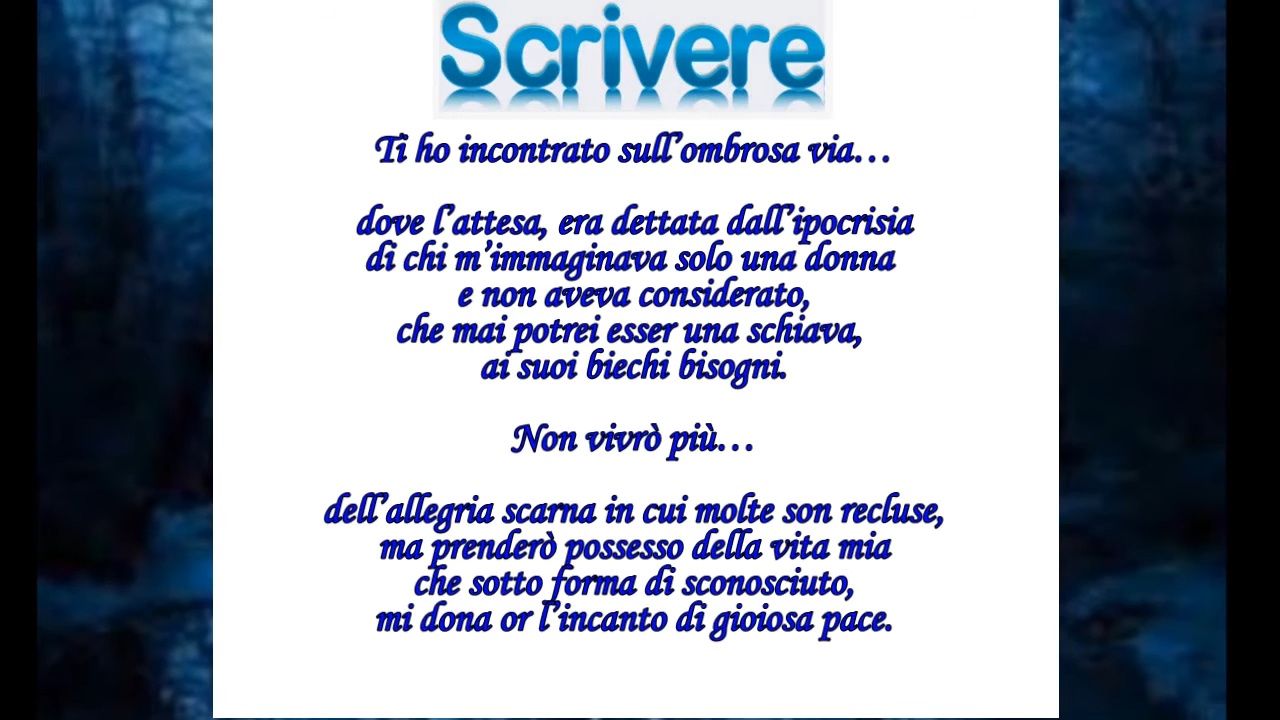 Scrivere
Ti ho incontrato sull'ombrosa via…
dove l'attesa, era dettata dall'ipocrisia
di chi m'immaginava solo una donna
e non aveva considerato,
che mai potrei esser una schiava,
ai suoi biechi bisogni.
Non vivrò più…
dell'allegria scarna in cui molte son recluse,
ma prenderò possesso della vita mia
che sotto forma di sconosciuto,
mi dona or l'incanto di gioiosa pace.